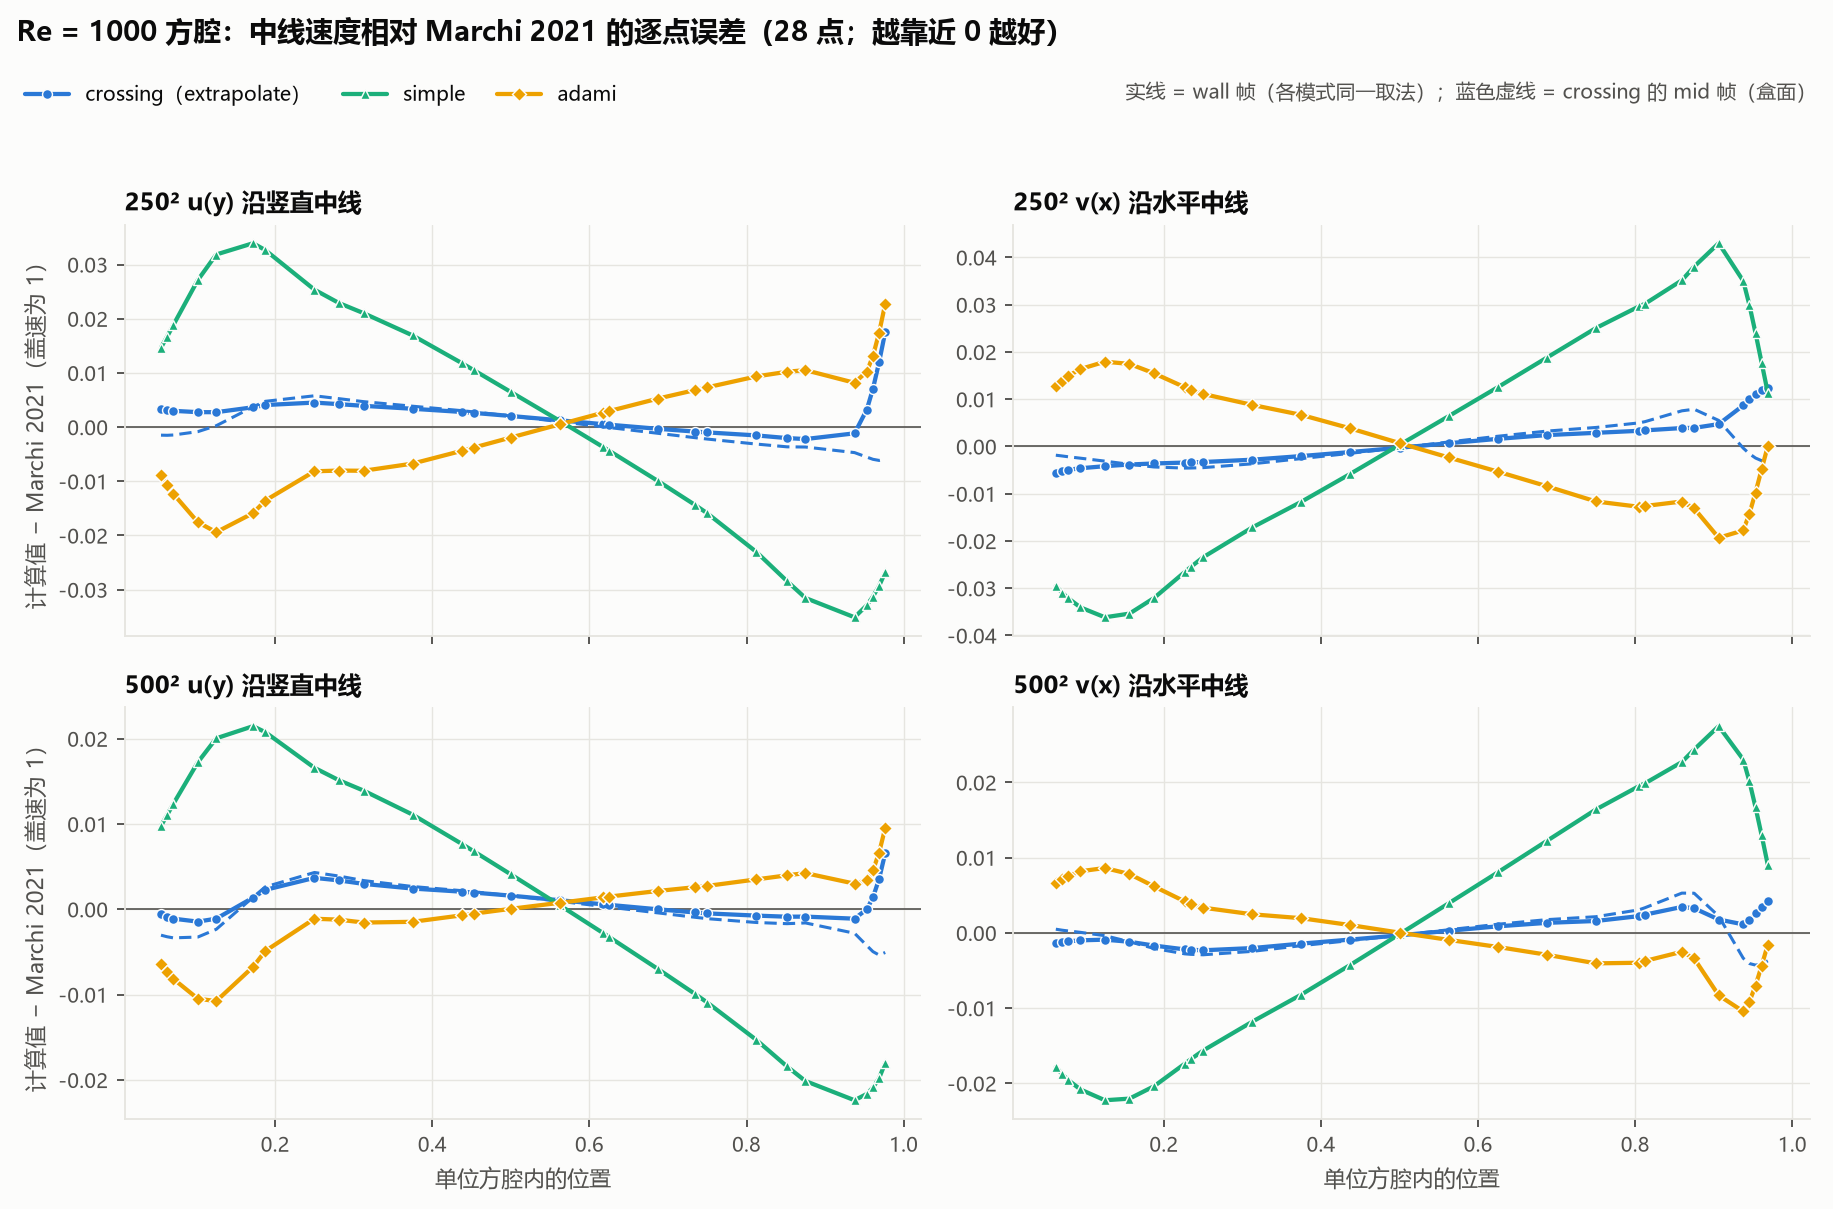 Re = 1000 方腔：中线速度相对 Marchi 2021 的逐点误差（28 点；越靠近 0 越好）
crossing（extrapolate） simple adami
实线 = wall 帧（各模式同一取法）；蓝色虚线 = crossing 的 mid 帧（盒面）
250² u(y) 沿竖直中线
计算值 − Marchi 2021（盖速为 1）
0.03
0.02
0.01
0.00
-0.01
-0.02
-0.03
250² v(x) 沿水平中线
0.04
0.03
0.02
0.01
0.00
-0.01
-0.02
-0.03
-0.04
500² u(y) 沿竖直中线
计算值 − Marchi 2021（盖速为 1）
0.02
0.01
0.00
-0.01
-0.02
0.2 0.4 0.6 0.8 1.0
单位方腔内的位置
500² v(x) 沿水平中线
0.02
0.01
0.00
-0.01
-0.02
0.2 0.4 0.6 0.8 1.0
单位方腔内的位置